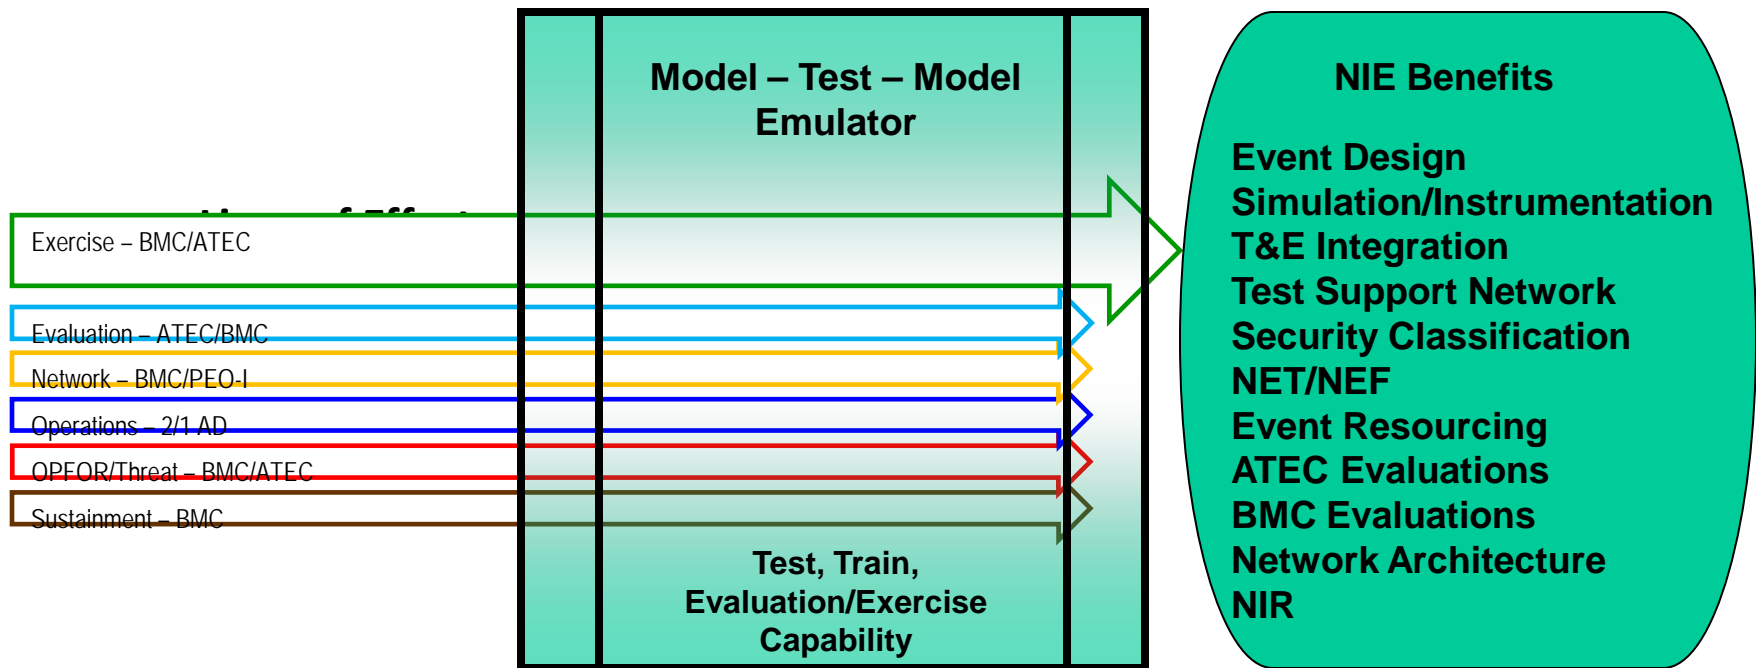 Model – Test – Model
Emulator
Exercise – BMC/ATEC
Evaluation – ATEC/BMC
Network – BMC/PEO-I
Operations – 2/1 AD
OPFOR/Threat – BMC/ATEC
Sustainment – BMC
Test, Train,
Evaluation/Exercise
Capability
NIE Benefits
Event Design
Simulation/Instrumentation
T&E Integration
Test Support Network
Security Classification
NET/NEF
Event Resourcing
ATEC Evaluations
BMC Evaluations
Network Architecture
NIR